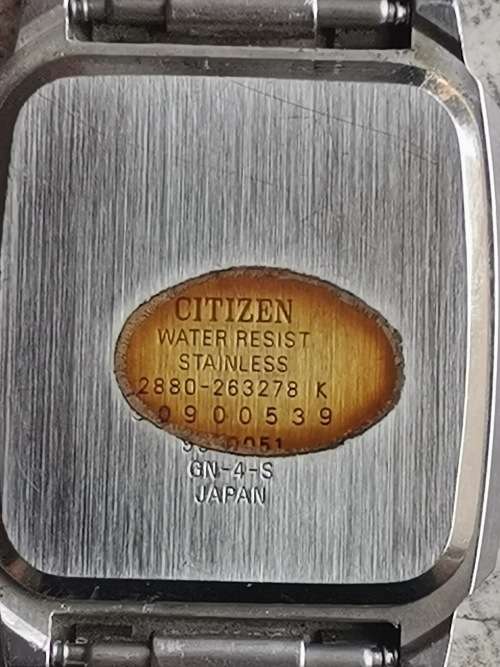 CITIZEN
WATER RESIST
STAINLESS
2880-263278 K
0900539
GN-4-S
JAPAN